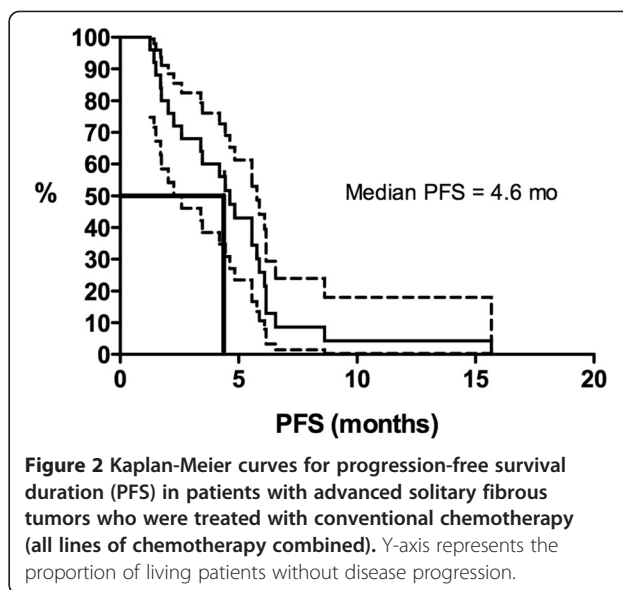 100
90
80
70
60
%
50
Median PFS = 4.6 mo
40
30
20
10
0
0 5 10 15 20
PFS (months)
Figure 2 Kaplan-Meier curves for progression-free survival
duration (PFS) in patients with advanced solitary fibrous
tumors who were treated with conventional chemotherapy
(all lines of chemotherapy combined). Y-axis represents the
proportion of living patients without disease progression.